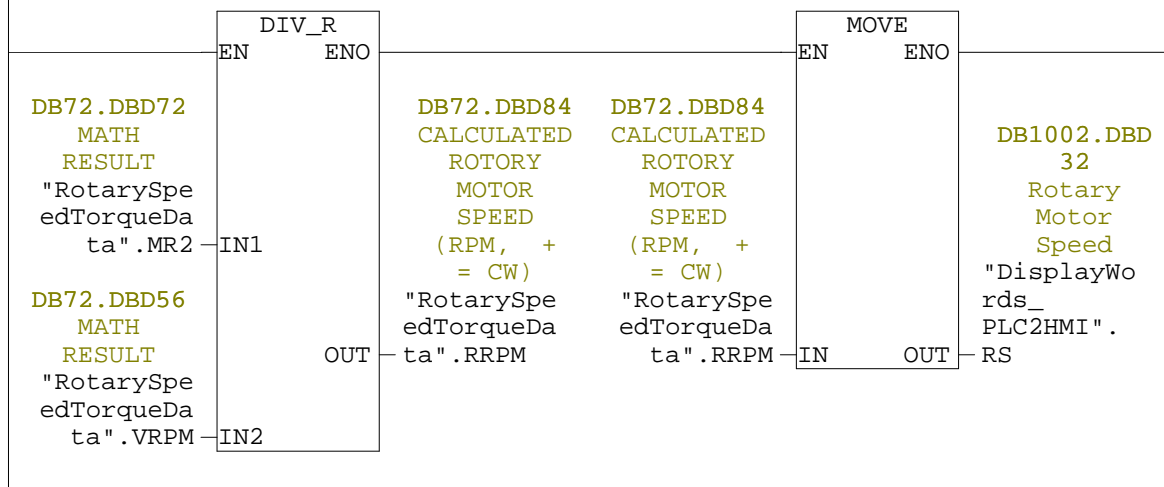 DIV_R
EN ENO
DB72.DBD72
MATH
RESULT
"RotarySpe
edTorqueDa
ta".MR2
IN1
DB72.DBD56
MATH
RESULT
"RotarySpe
edTorqueDa
ta".VRPM
IN2
DB72.DBD84
CALCULATED
ROTORY
MOTOR
SPEED
(RPM, +
= CW)
"RotarySpe
edTorqueDa
OUT
ta".RRPM
MOVE
EN ENO
DB72.DBD84
CALCULATED
ROTORY
MOTOR
SPEED
(RPM, +
= CW)
"RotarySpe
edTorqueDa
ta".RRPM
IN OUT
DB1002.DBD
32
Rotary
Motor
Speed
"DisplayWo
rds_
PLC2HMI".
RS